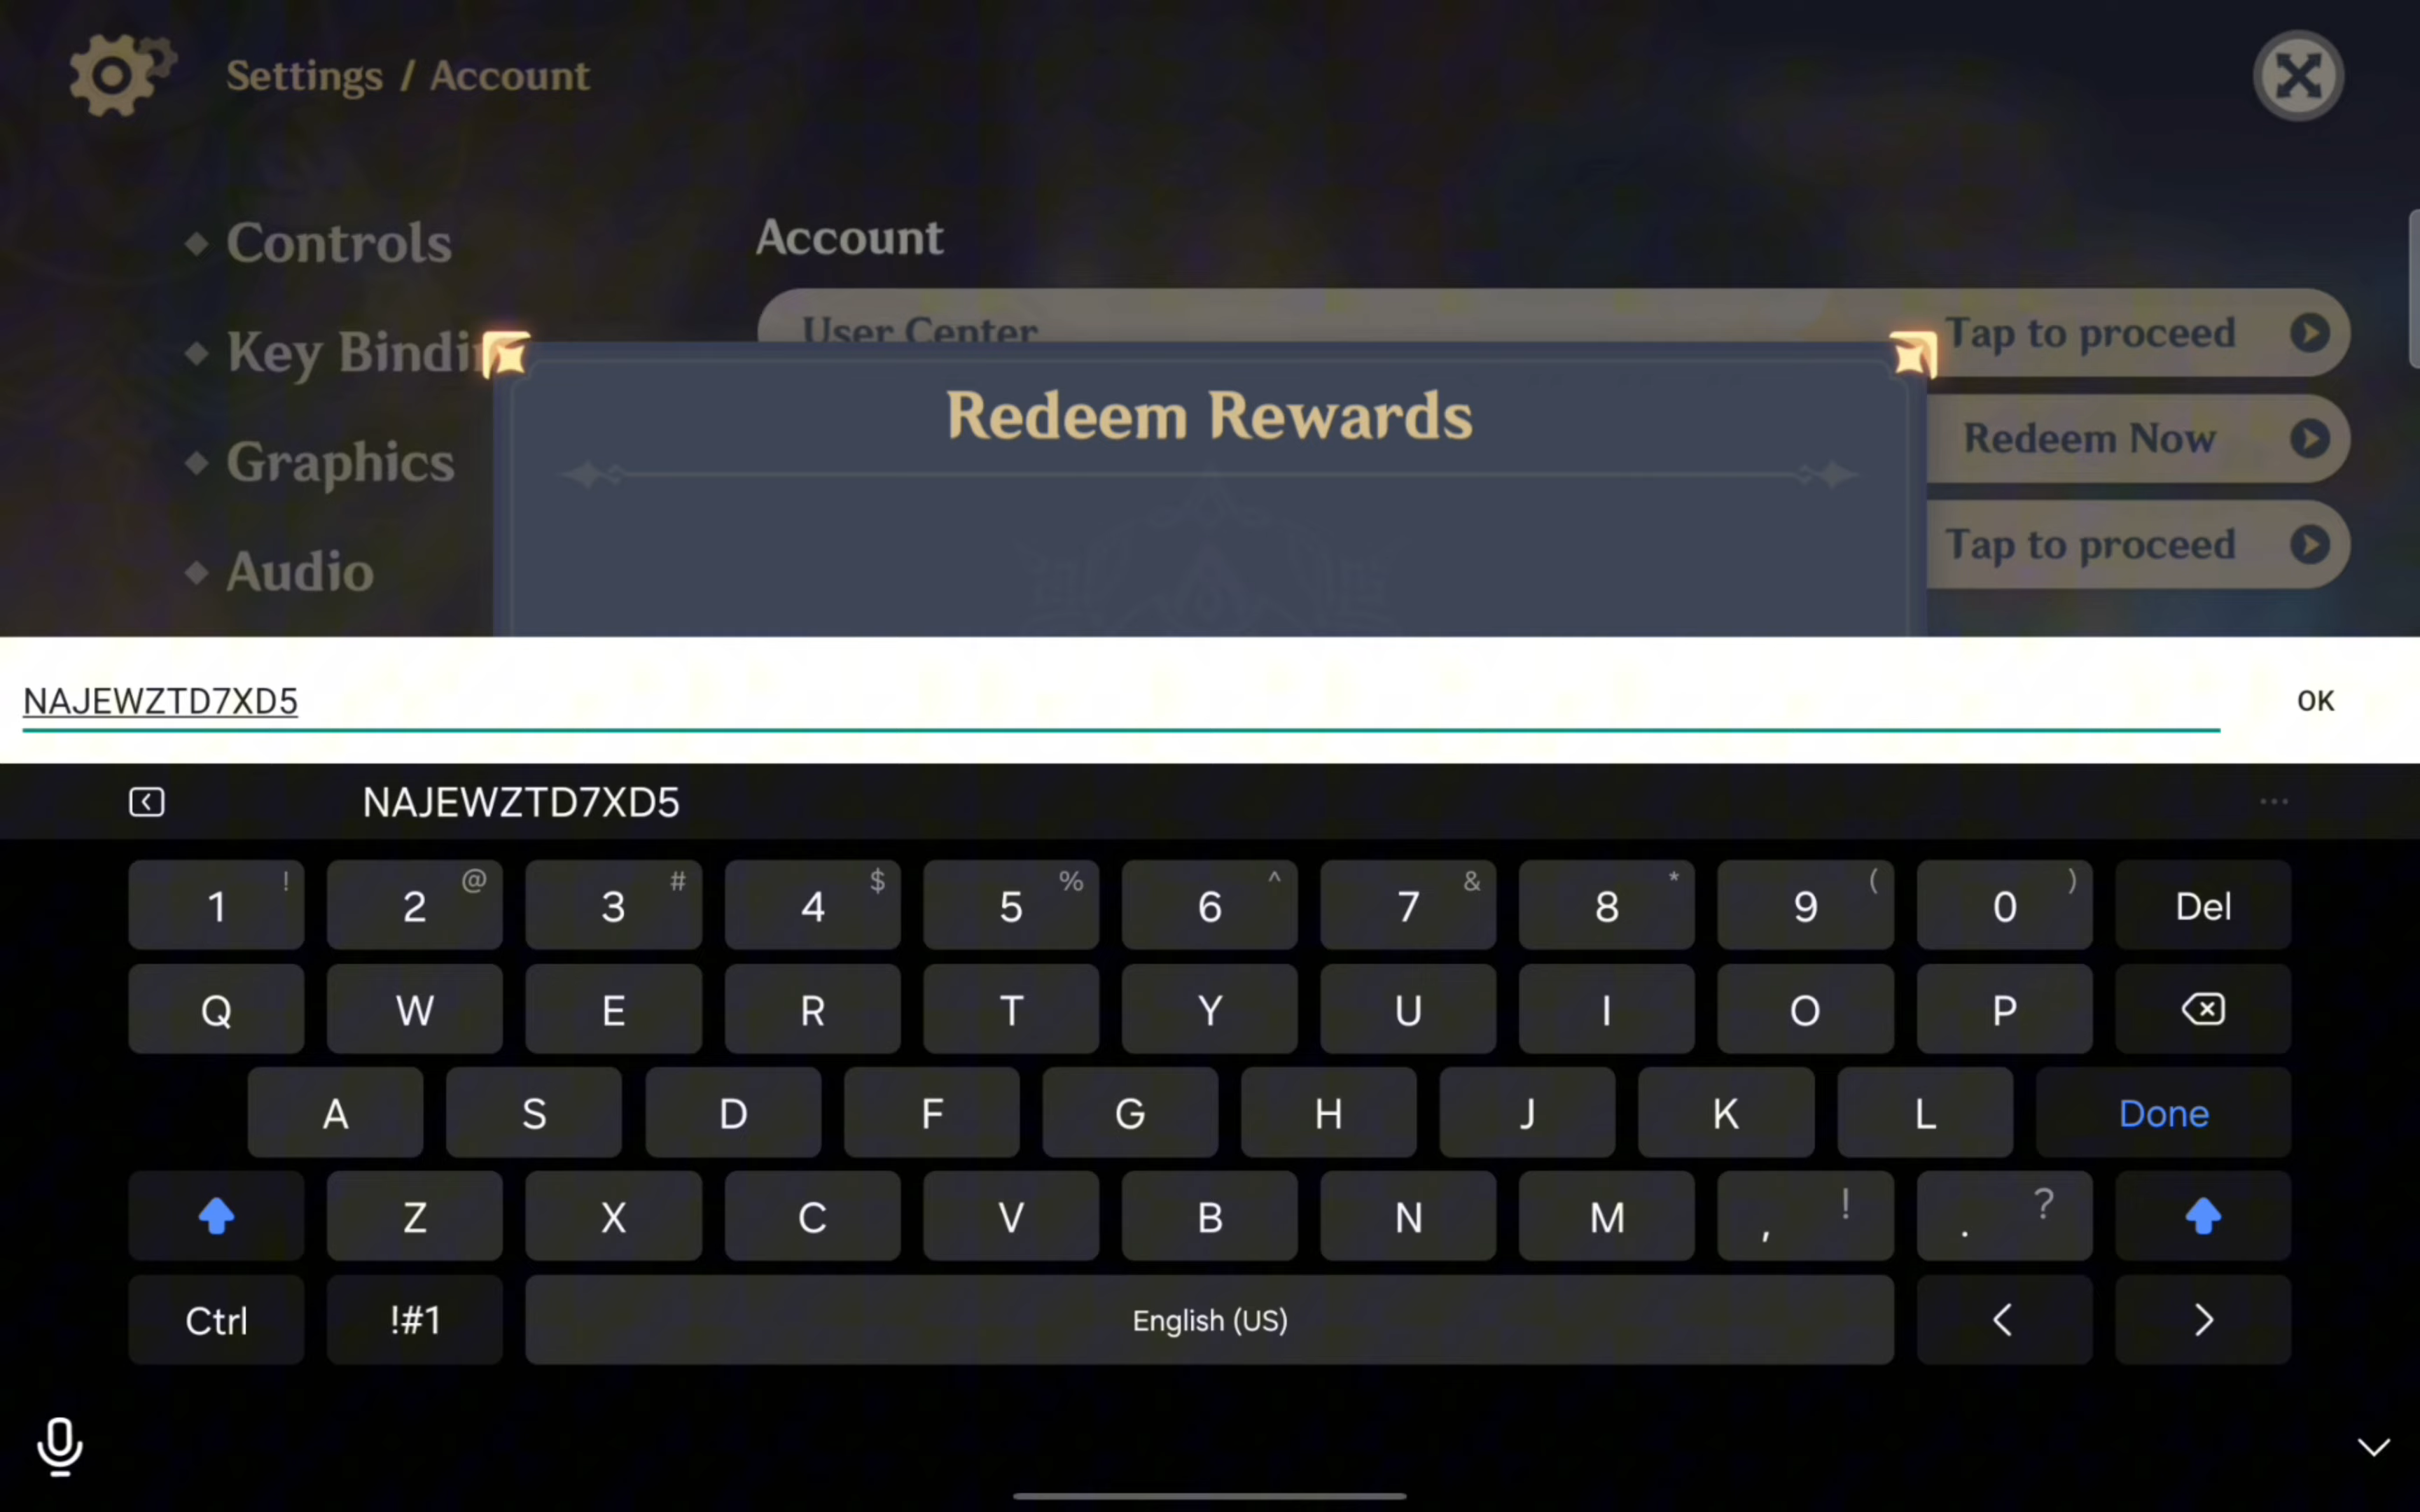 Settings / Account
Controls
Key Bindi
Graphics
Audio
Account
User Center
Tap to proceed
Redeem Now
Tap to proceed
Redeem Rewards
NAJEWZTD7XD5
OK
NAJEWZTD7XD5
...
1 ! 2 @ 3 # 4 $ 5 % 6 ^ 7 & 8 * 9 ( 0 ) Del
Q W E R T Y U I O P
A S D F G H J K L Done
Z X C V B N M , ! . ?
Ctrl !#1 English (US) < >